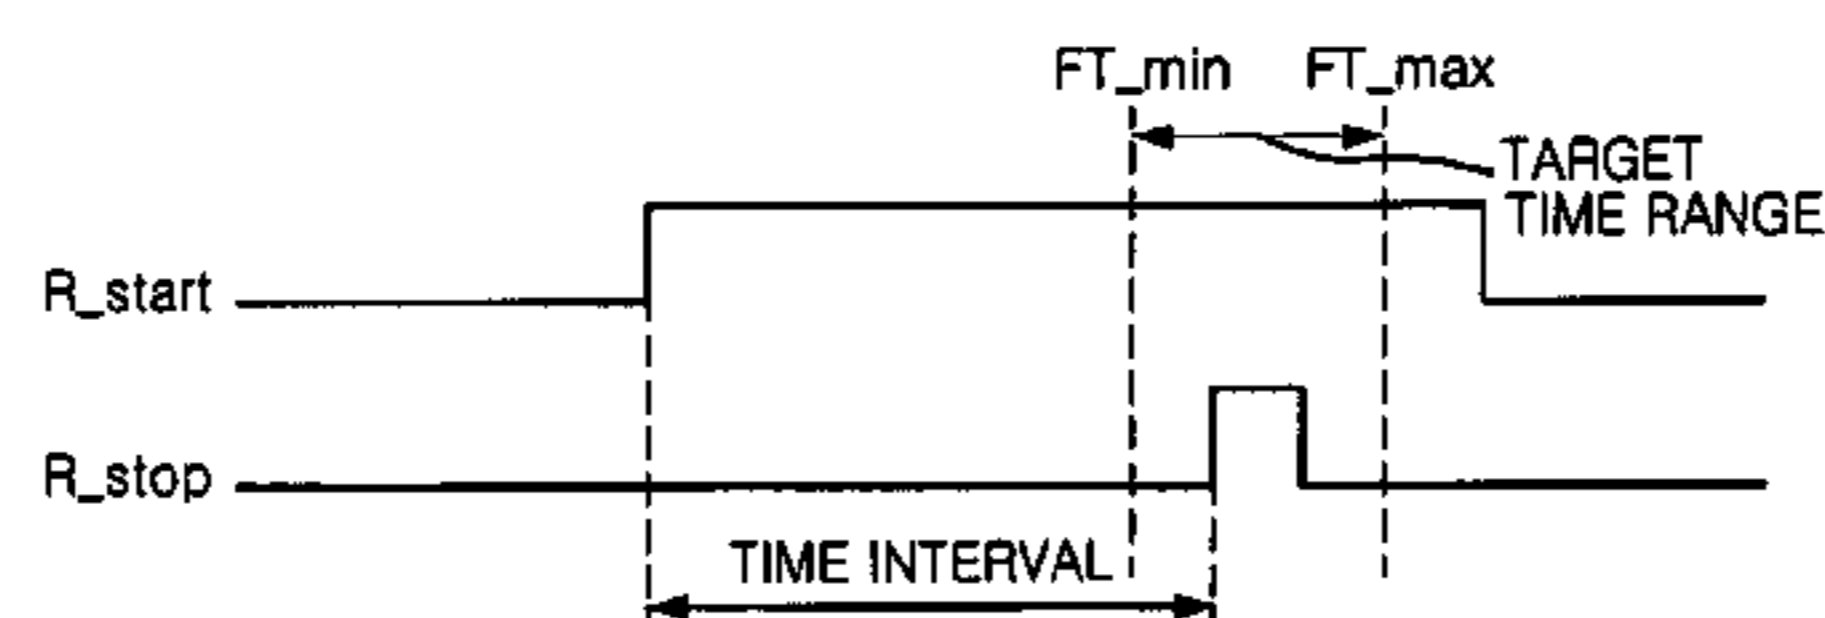 FT_min FT_max
TARGET
TIME RANGE
R_start
R_stop
TIME INTERVAL